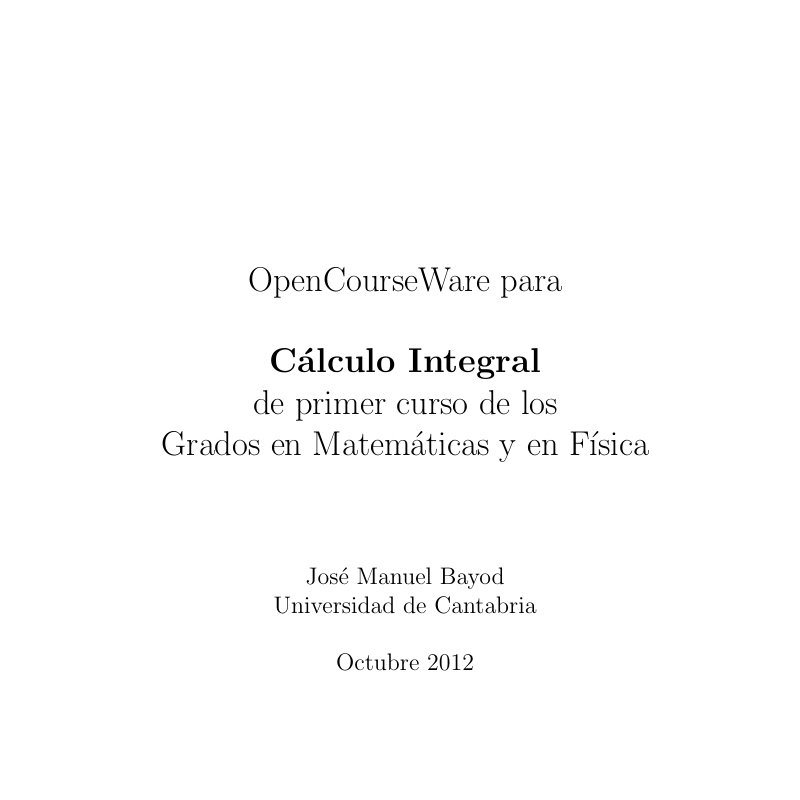 OpenCourseWare para
Cálculo Integral
de primer curso de los
Grados en Matemáticas y en Física
José Manuel Bayod
Universidad de Cantabria
Octubre 2012